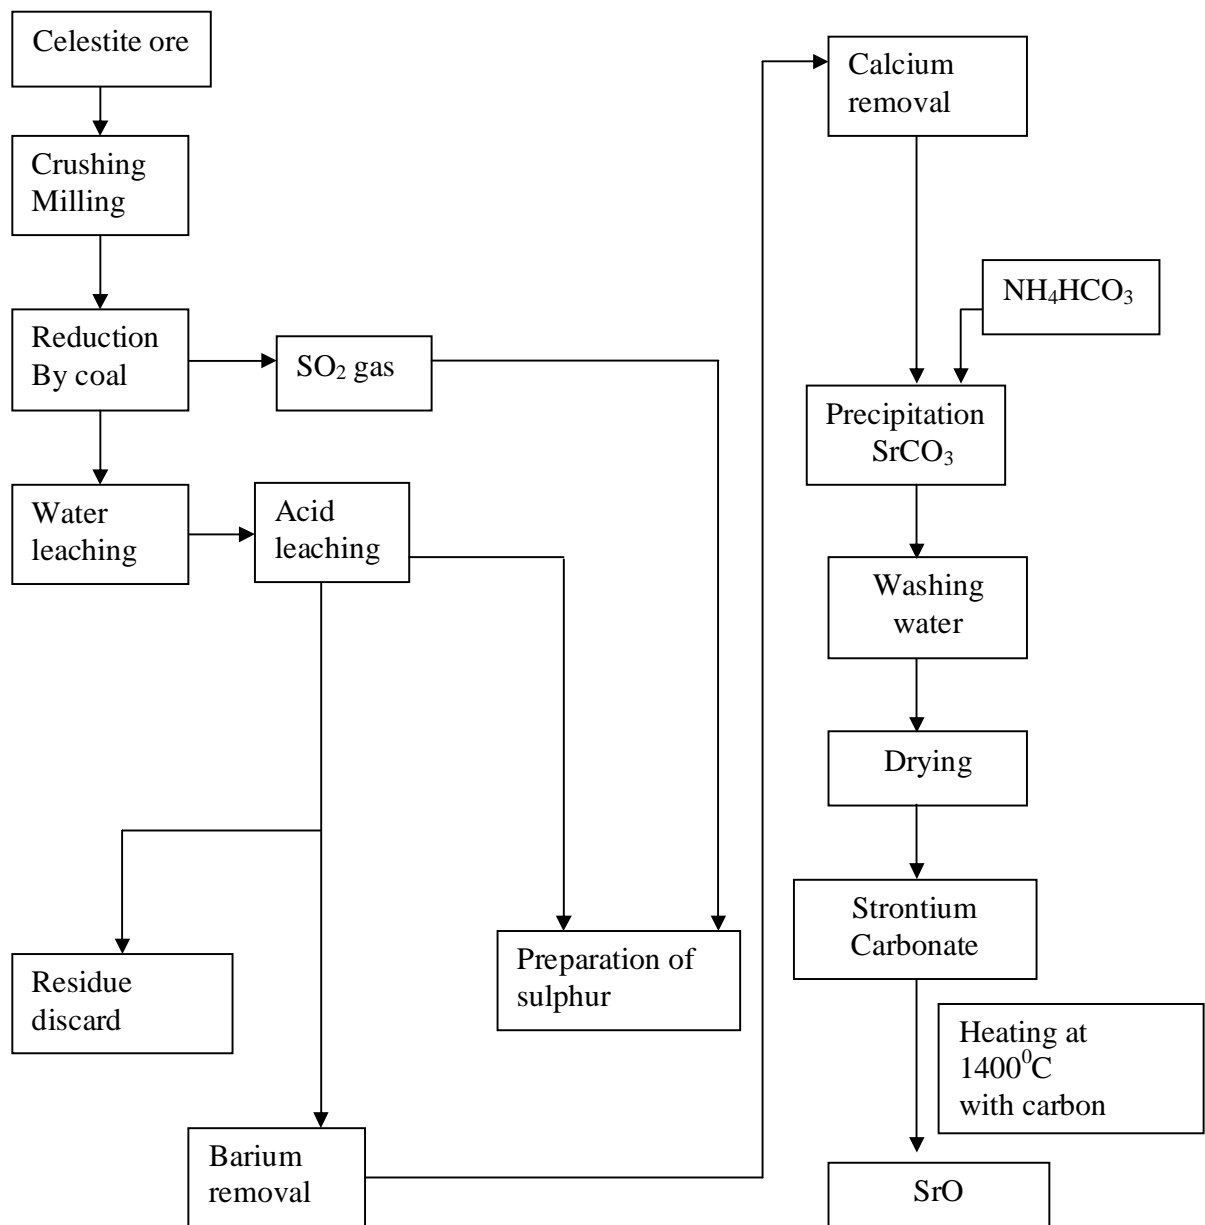 Celestite ore
Crushing
Milling
Reduction
By coal
SO₂ gas
Water
leaching
Acid
leaching
Residue
discard
Preparation of
sulphur
Barium
removal
Calcium
removal
NH₄HCO₃
Precipitation
SrCO₃
Washing
water
Drying
Strontium
Carbonate
Heating at
1400⁰C
with carbon
SrO